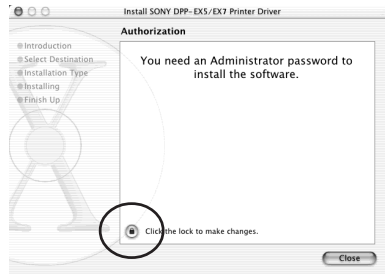 Install SONY DPP-EX5/EX7 Printer Driver
Authorization
Introduction
Select Destination
Installation Type
Installing
Finish Up
You need an Administrator password to
install the software.
Click the lock to make changes.
Close